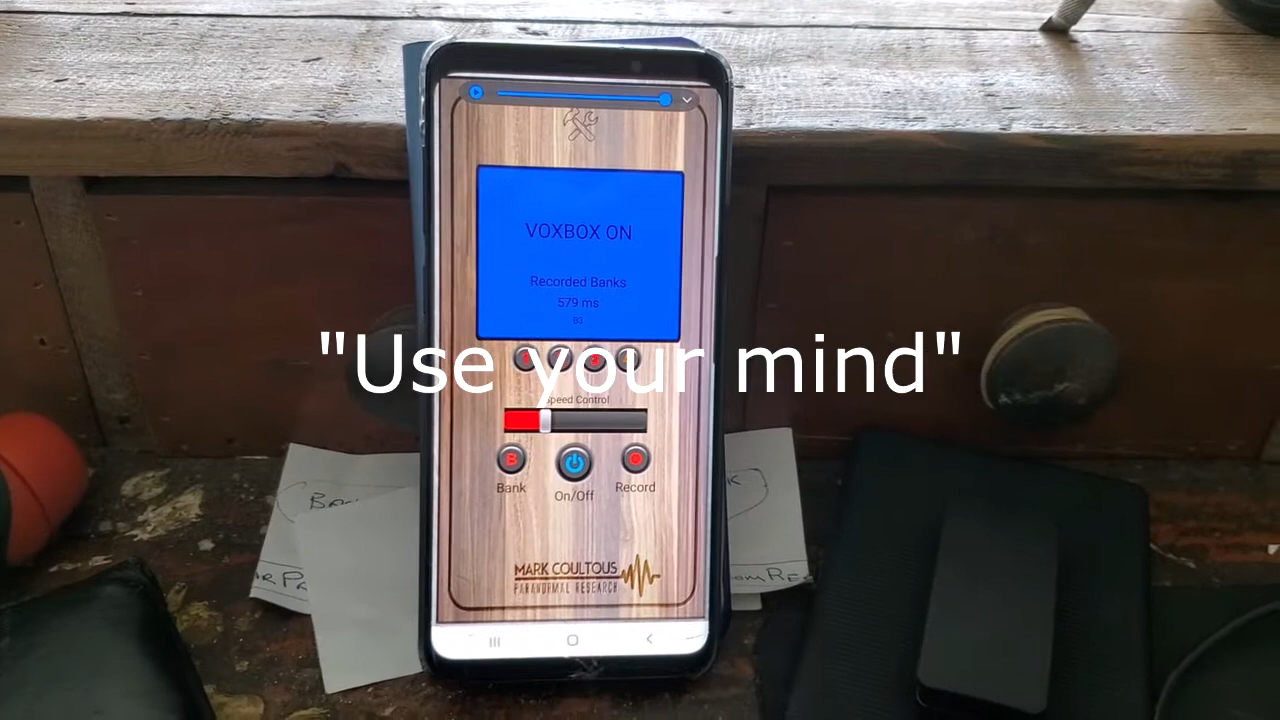 VOXBOX ON
Recorded Banks
579 ms
B3
"Use your mind"
Speed Control
B
Bank
On/Off
Record
MARK COULTOUS
PARANORMAL RESEARCH